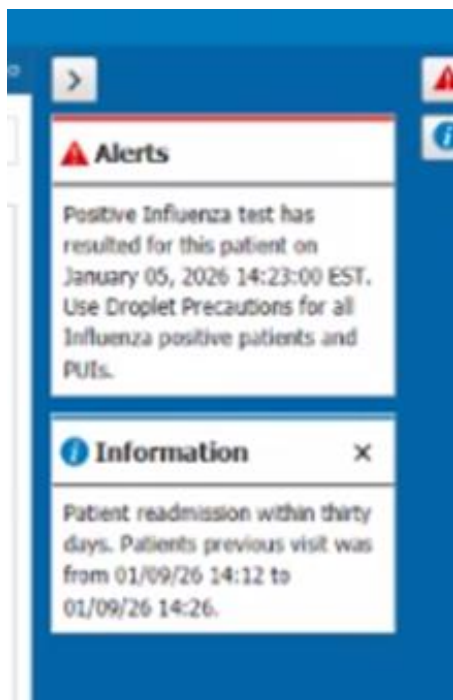 Alerts
Positive Influenza test has
resulted for this patient on
January 05, 2026 14:23:00 EST.
Use Droplet Precautions for all
Influenza positive patients and
PUIs.
Information
Patient readmission within thirty
days. Patients previous visit was
from 01/09/26 14:12 to
01/09/26 14:26.